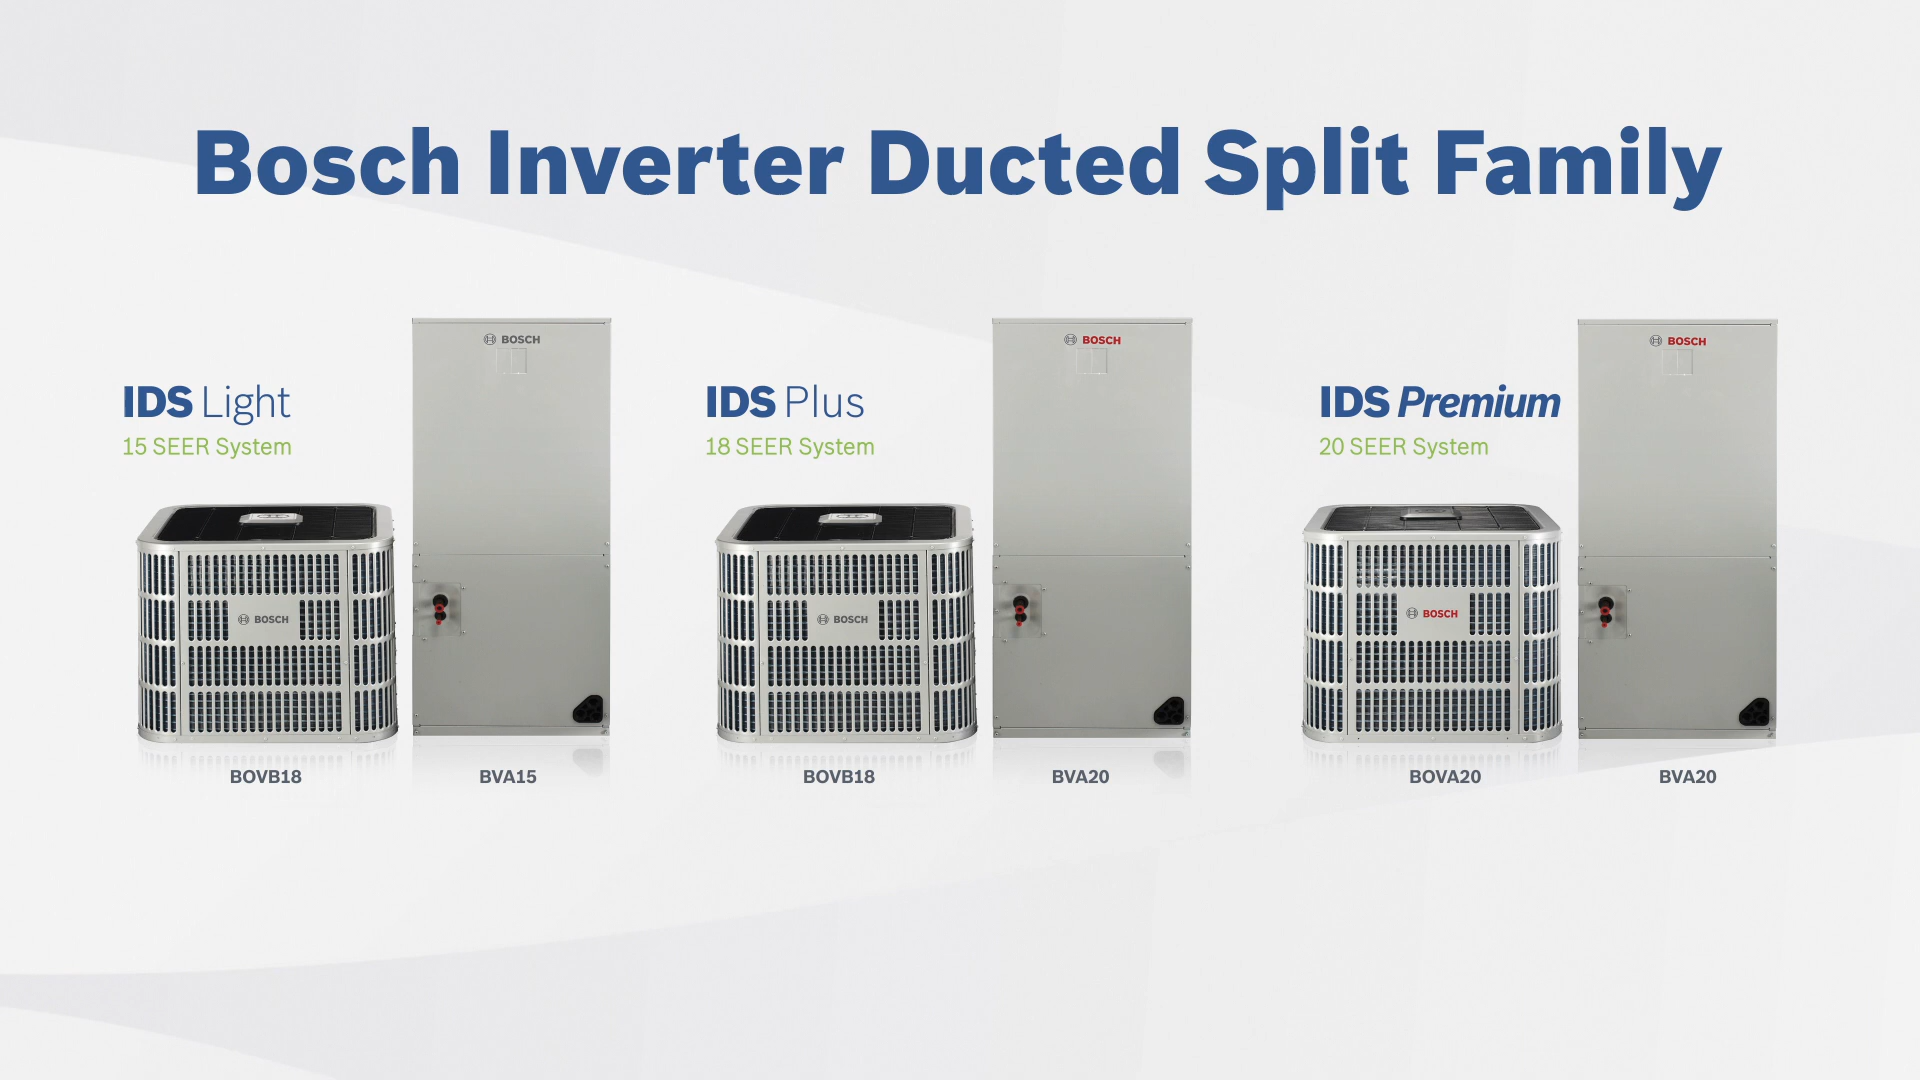 Bosch Inverter Ducted Split Family
IDS Light
15 SEER System
BOSCH
BOSCH
BOVB18
BVA15
IDS Plus
18 SEER System
BOSCH
BOSCH
BOVB18
BVA20
IDS Premium
20 SEER System
BOSCH
BOSCH
BOVA20
BVA20